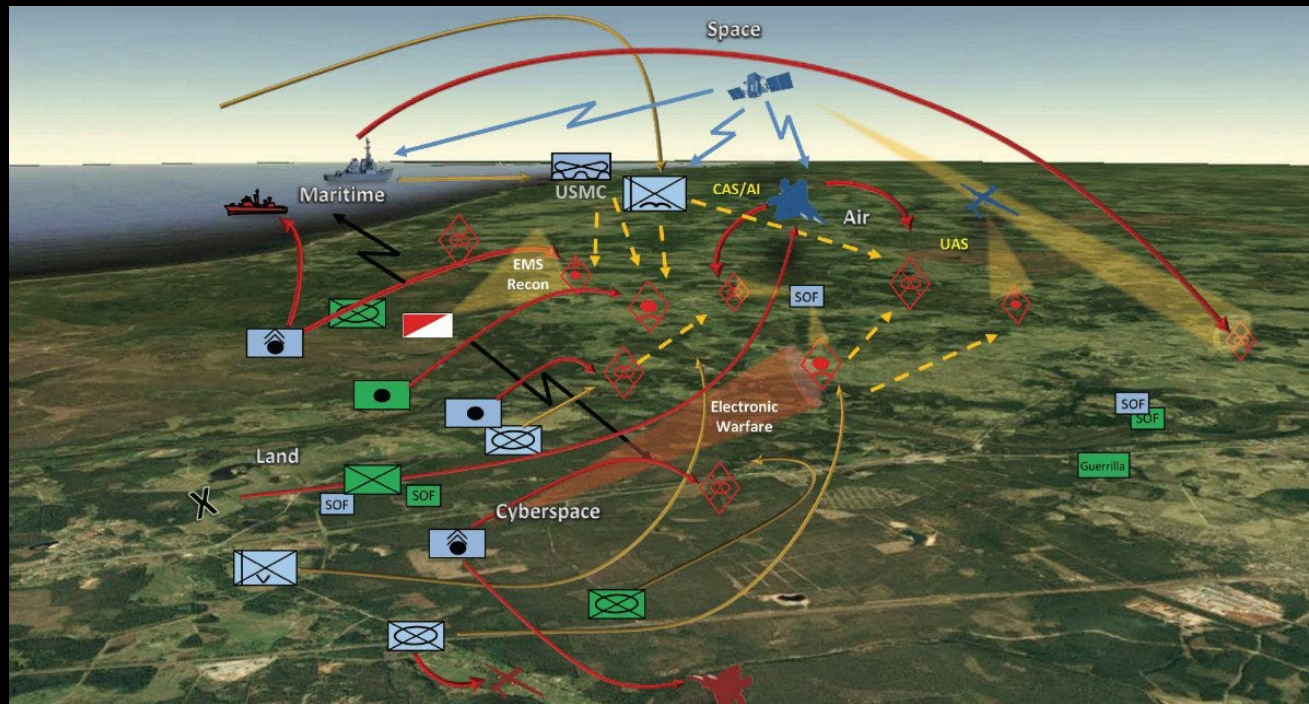 Space
Maritime
USMC
CAS/AI
Air
UAS
EMS
Recon
SOF
Electronic
Warfare
SOF
SOF
Land
Guerrilla
SOF
SOF
Cyberspace